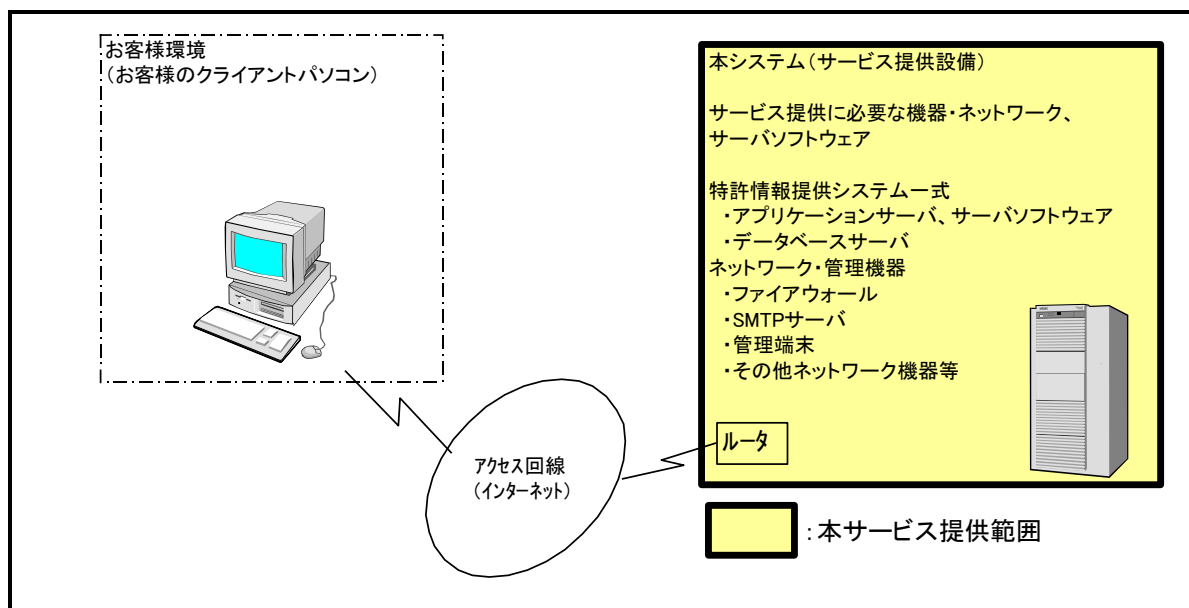 お客様環境
(お客様のクライアントパソコン)
本システム(サービス提供設備)
サービス提供に必要な機器・ネットワーク、
サーバソフトウェア
特許情報提供システム一式
・アプリケーションサーバ、サーバソフトウェア
・データベースサーバ
ネットワーク・管理機器
・ファイアウォール
・SMTPサーバ
・管理端末
・その他ネットワーク機器等
ルータ
アクセス回線
(インターネット)
:本サービス提供範囲